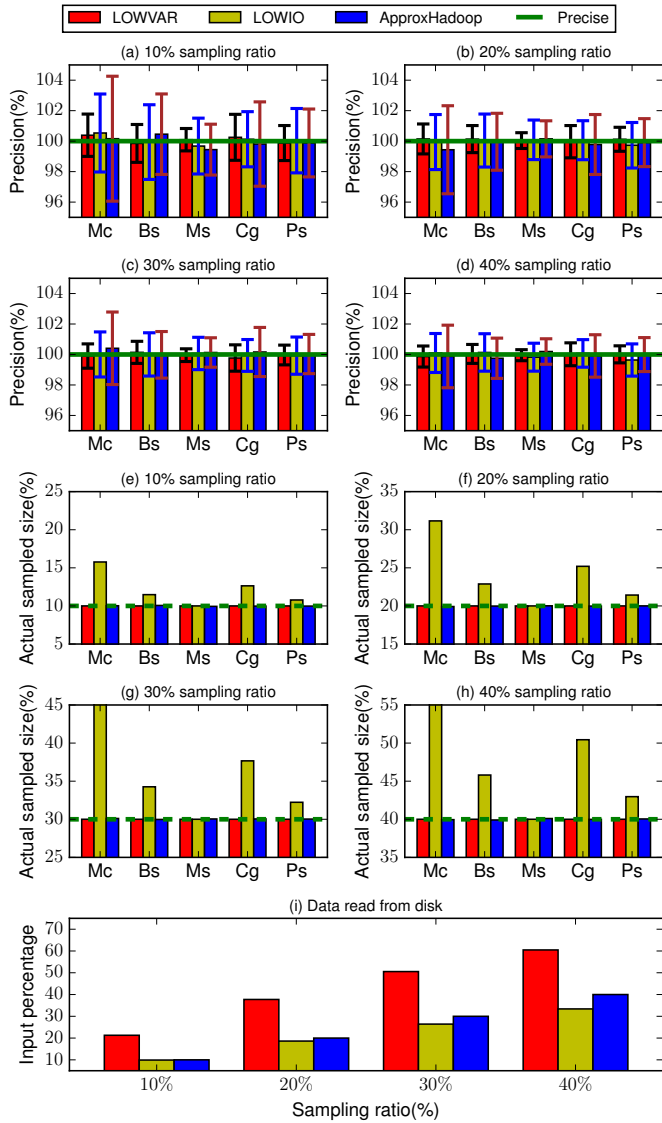 LOWVAR LOWIO ApproxHadoop Precise
(a) 10% sampling ratio
Precision(%)
104
102
100
98
96
Mc Bs Ms Cg Ps
(b) 20% sampling ratio
Precision(%)
104
102
100
98
96
Mc Bs Ms Cg Ps
(c) 30% sampling ratio
Precision(%)
104
102
100
98
96
Mc Bs Ms Cg Ps
(d) 40% sampling ratio
Precision(%)
104
102
100
98
96
Mc Bs Ms Cg Ps
(e) 10% sampling ratio
Actual sampled size(%)
25
20
15
10
5
Mc Bs Ms Cg Ps
(f) 20% sampling ratio
Actual sampled size(%)
35
30
25
20
15
Mc Bs Ms Cg Ps
(g) 30% sampling ratio
Actual sampled size(%)
45
40
35
30
25
Mc Bs Ms Cg Ps
(h) 40% sampling ratio
Actual sampled size(%)
55
50
45
40
35
Mc Bs Ms Cg Ps
(i) Data read from disk
Input percentage
70
60
50
40
30
20
10
10% 20% 30% 40%
Sampling ratio(%)